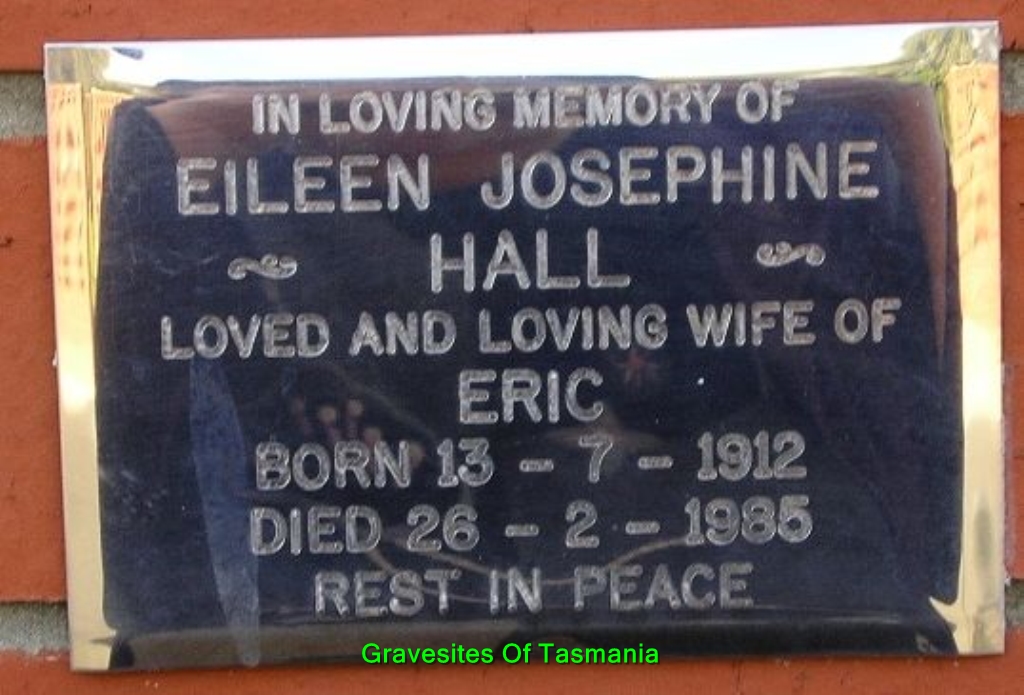 IN LOVING MEMORY OF
EILEEN JOSEPHINE
HALL
LOVED AND LOVING WIFE OF
ERIC
BORN 13 - 7 - 1912
DIED 26 - 2 - 1985
REST IN PEACE
Gravesites Of Tasmania